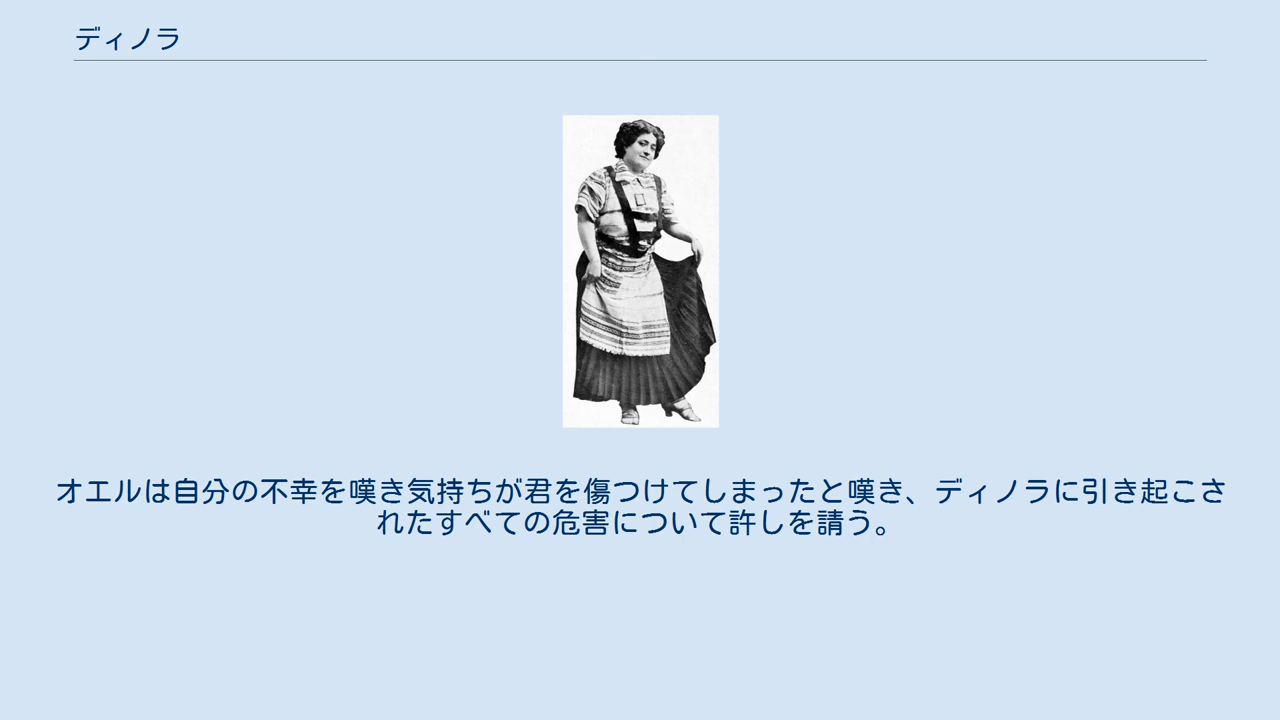 ディノラ
オエルは自分の不幸を嘆き気持ちが君を傷つけてしまったと嘆き、ディノラに引き起こさ
れたすべての危害について許しを請う。